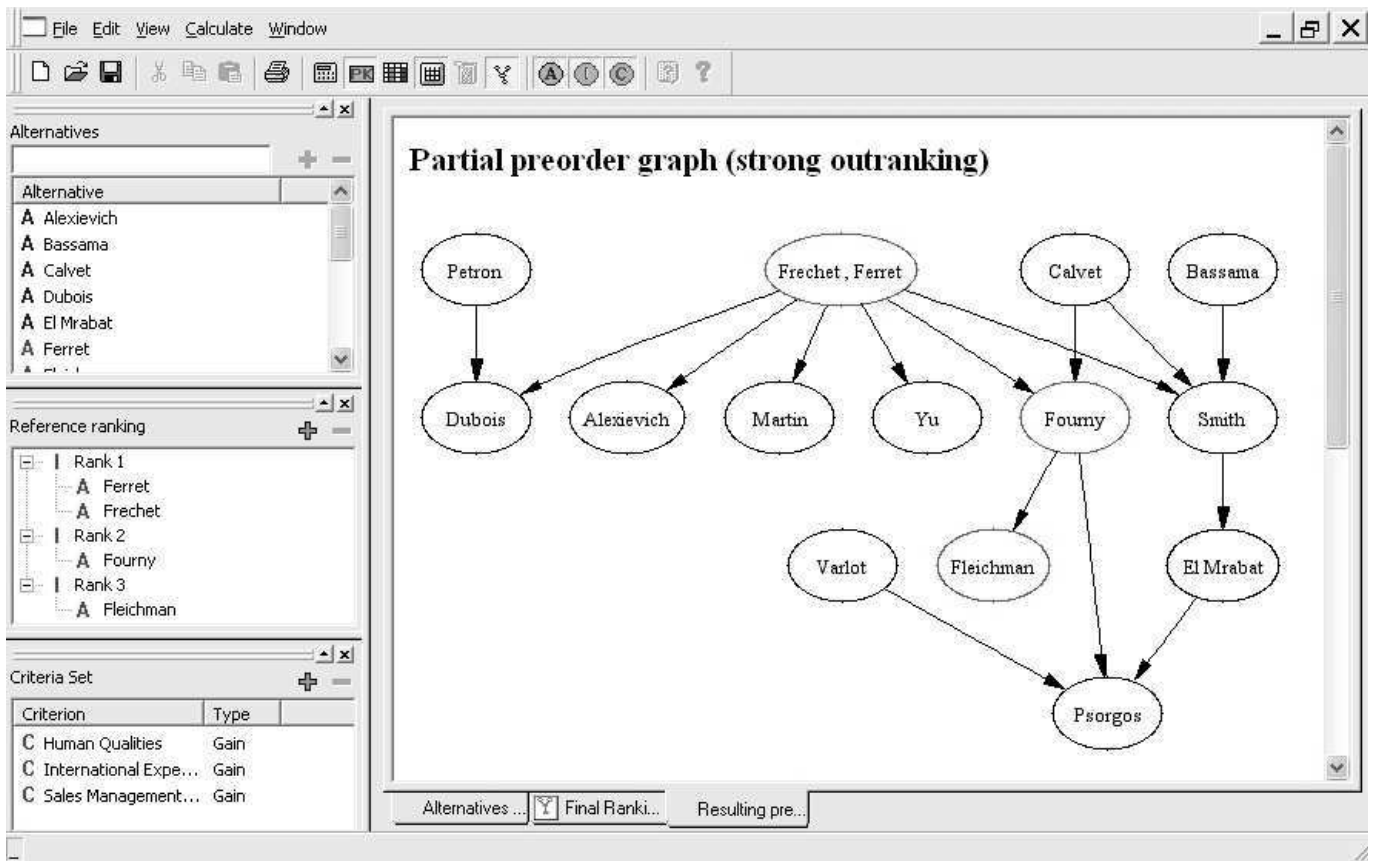 File Edit View Calculate Window
PK
A I C
Alternatives
Alternative
A Alexievich
A Bassama
A Calvet
A Dubois
A El Mrabat
A Ferret
Reference ranking
I Rank 1
A Ferret
A Frechet
I Rank 2
A Fourny
I Rank 3
A Fleichman
Criteria Set
Criterion Type
C Human Qualities Gain
C International Expe... Gain
C Sales Management... Gain
Partial preorder graph (strong outranking)
Petron
Frechet , Ferret
Calvet
Bassama
Dubois
Alexievich
Martin
Yu
Fourny
Smith
Varlot
Fleichman
El Mrabat
Psorgos
Alternatives ... Final Ranki... Resulting pre...